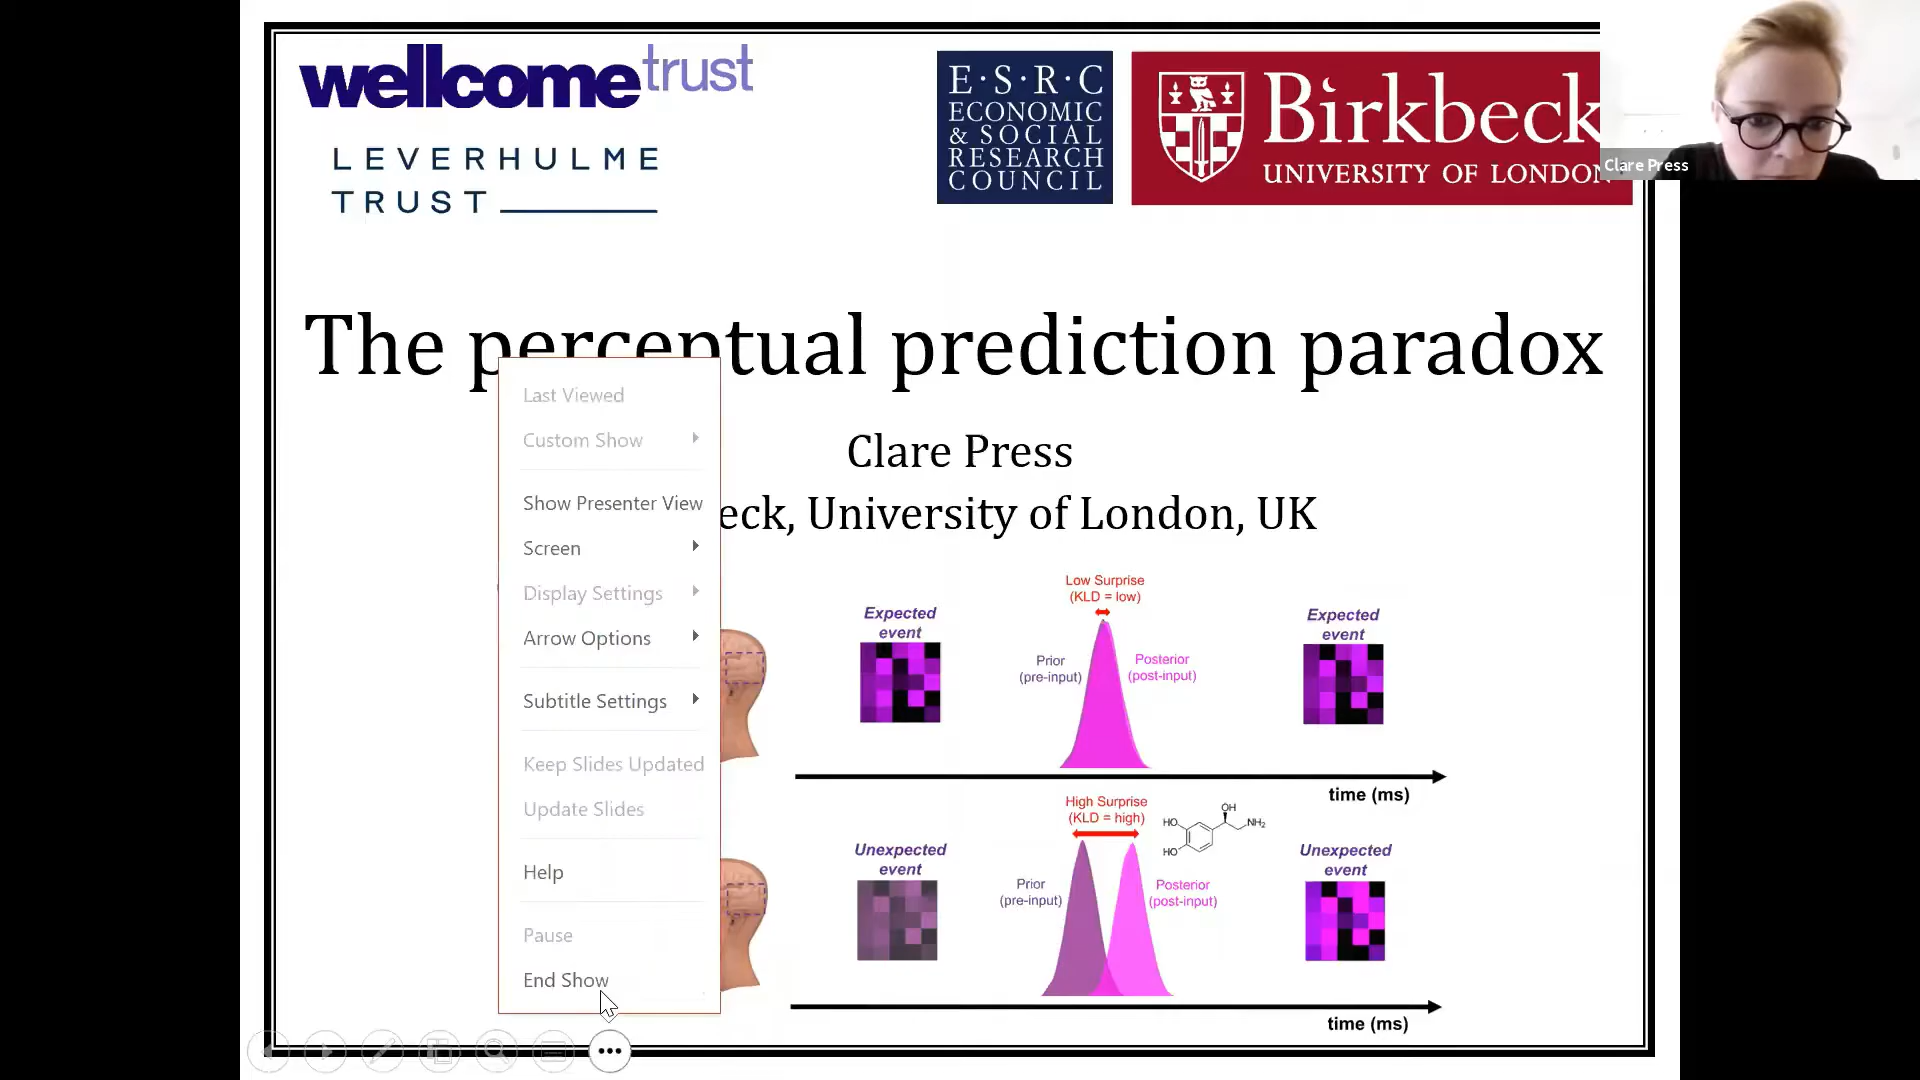 wellcome trust
LEVERHULME
TRUST
E·S·R·C
ECONOMIC
& SOCIAL
RESEARCH
COUNCIL
Birkbeck
UNIVERSITY OF LONDON
Clare Press
The perceptual prediction paradox
Clare Press
eck, University of London, UK
Last Viewed
Custom Show
Show Presenter View
Screen
Display Settings
Arrow Options
Subtitle Settings
Keep Slides Updated
Update Slides
Help
Pause
End Show
Expected
event
Low Surprise
(KLD = low)
Prior
(pre-input)
Posterior
(post-input)
Expected
event
time (ms)
Unexpected
event
High Surprise
(KLD = high)
Prior
(pre-input)
Posterior
(post-input)
OH
HO
NH₂
HO
Unexpected
event
time (ms)